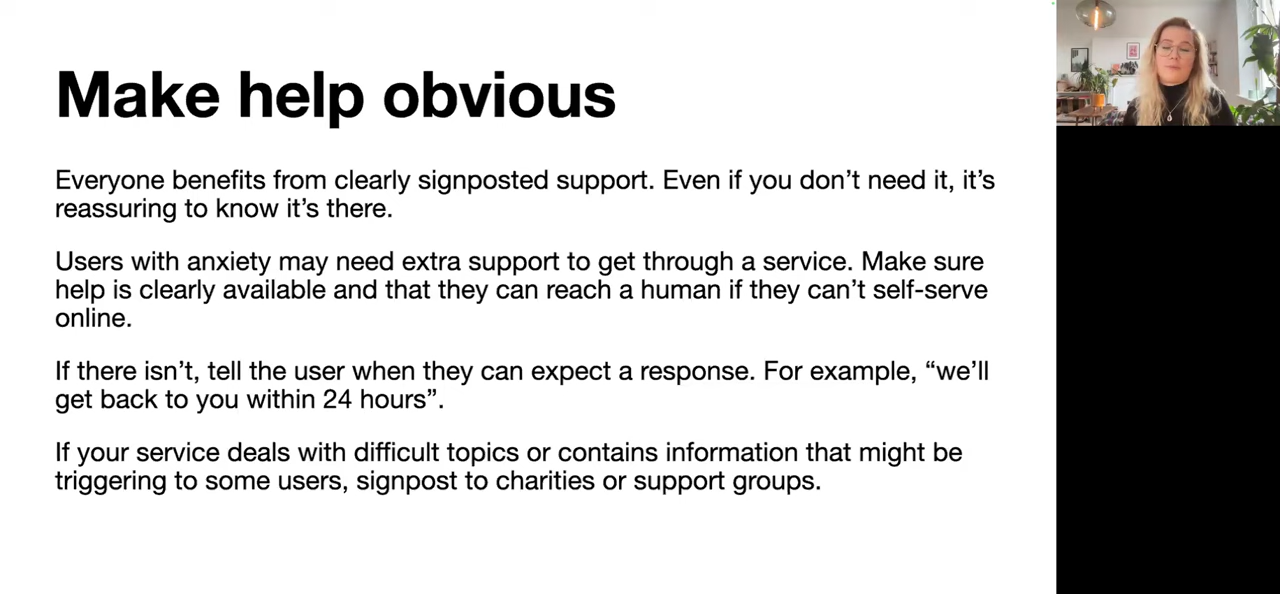 Make help obvious
Everyone benefits from clearly signposted support. Even if you don’t need it, it’s
reassuring to know it’s there.
Users with anxiety may need extra support to get through a service. Make sure
help is clearly available and that they can reach a human if they can’t self-serve
online.
If there isn’t, tell the user when they can expect a response. For example, “we’ll
get back to you within 24 hours”.
If your service deals with difficult topics or contains information that might be
triggering to some users, signpost to charities or support groups.